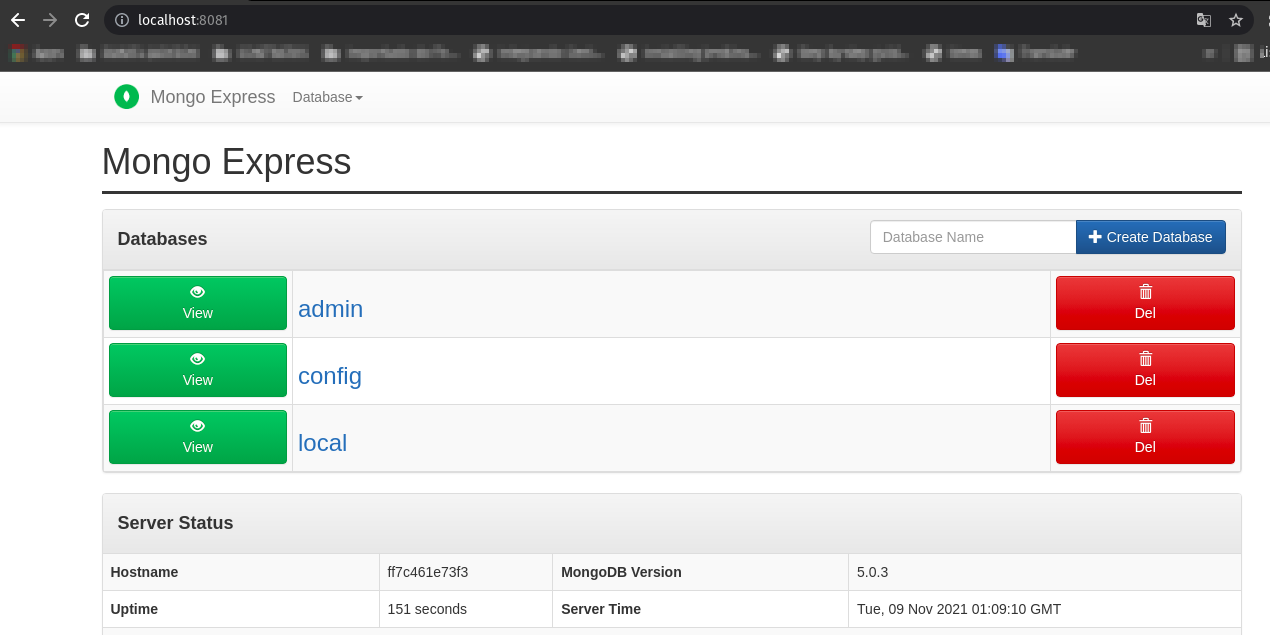 localhost:8081
Mongo Express Database
Mongo Express
Databases Database Name Create Database
View admin Del
View config Del
View local Del
Server Status
Hostname ff7c461e73f3 MongoDB Version 5.0.3
Uptime 151 seconds Server Time Tue, 09 Nov 2021 01:09:10 GMT